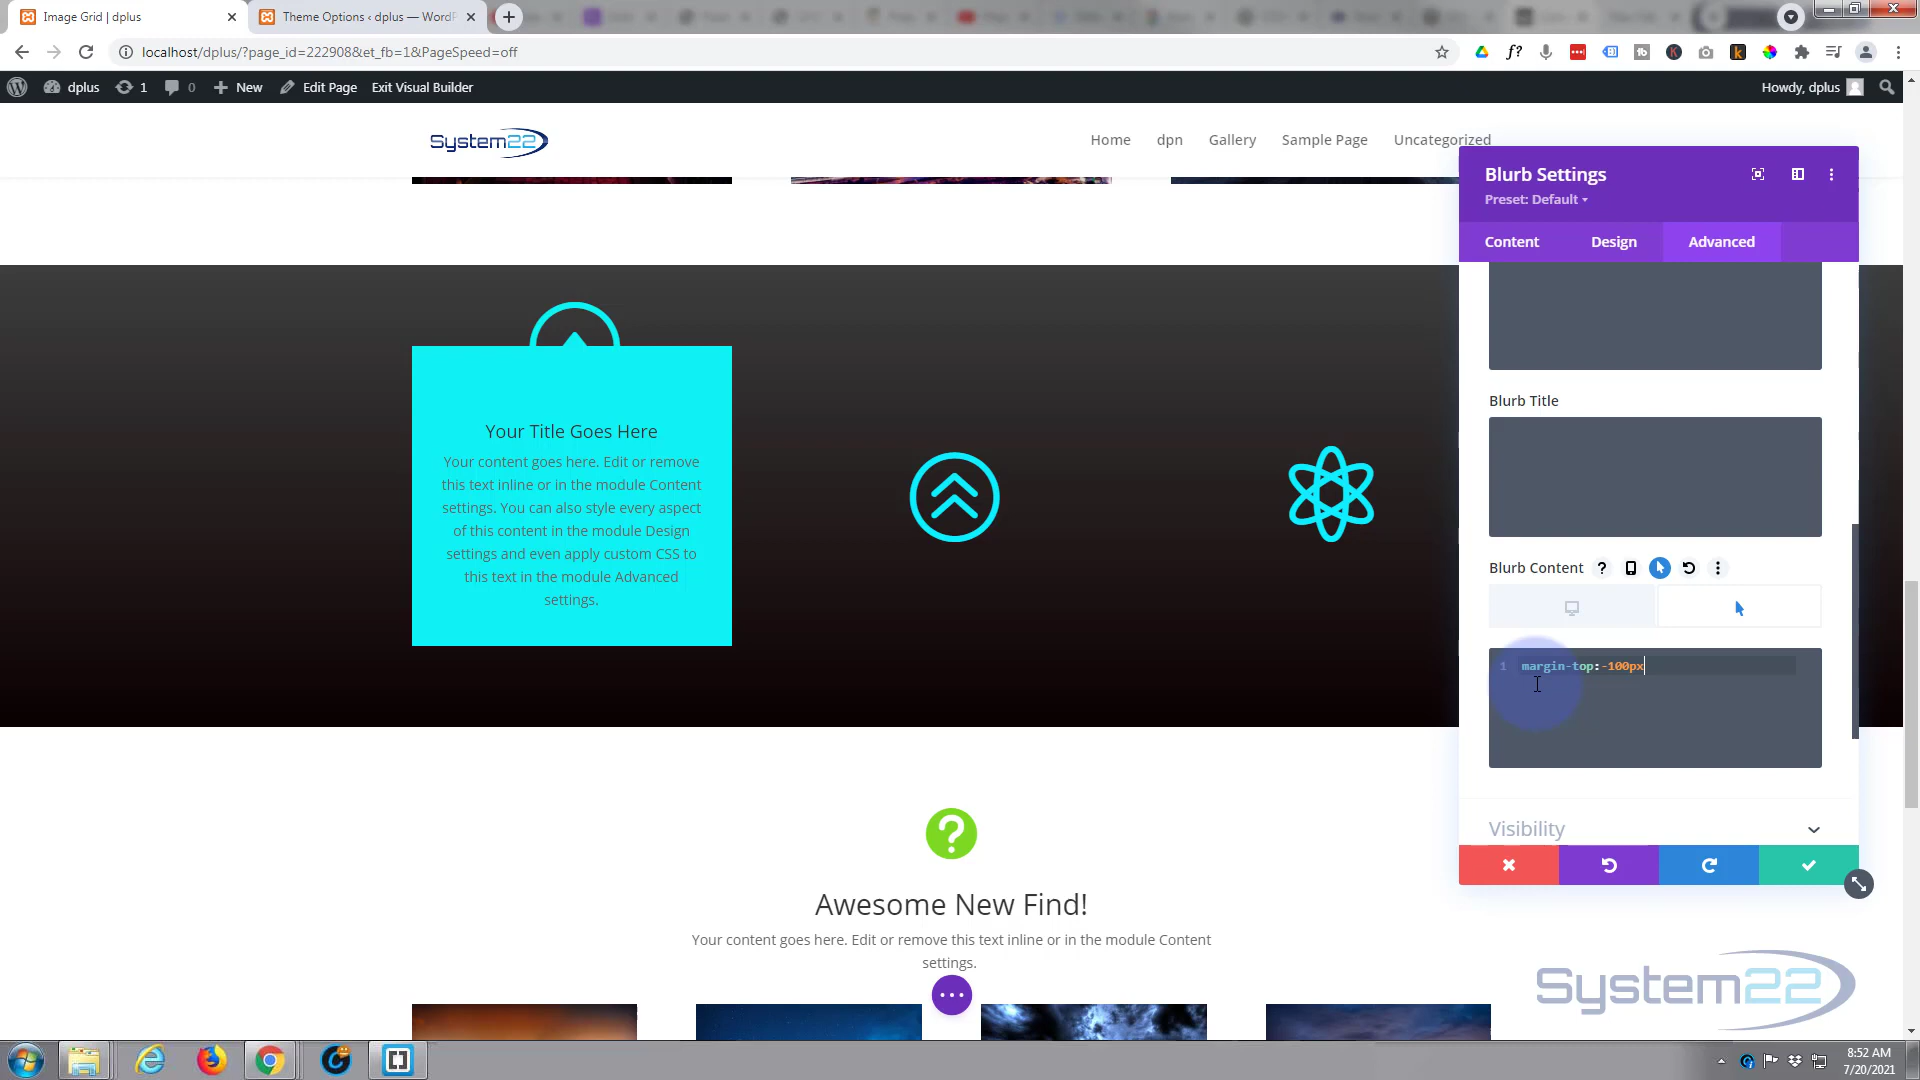 Image Grid | dplus
Theme Options ‹ dplus — WordP
localhost/dplus/?page_id=222908&et_fb=1&PageSpeed=off
dplus
1
0
New
Edit Page
Exit Visual Builder
Howdy, dplus
System22
Home
dpn
Gallery
Sample Page
Uncategorized
Blurb Settings
Preset: Default
Content
Design
Advanced
Your Title Goes Here
Your content goes here. Edit or remove
this text inline or in the module Content
settings. You can also style every aspect
of this content in the module Design
settings and even apply custom CSS to
this text in the module Advanced
settings.
Blurb Title
Blurb Content
1 margin-top:-100px
Visibility
Awesome New Find!
Your content goes here. Edit or remove this text inline or in the module Content
settings.
System22
8:52 AM
7/20/2021